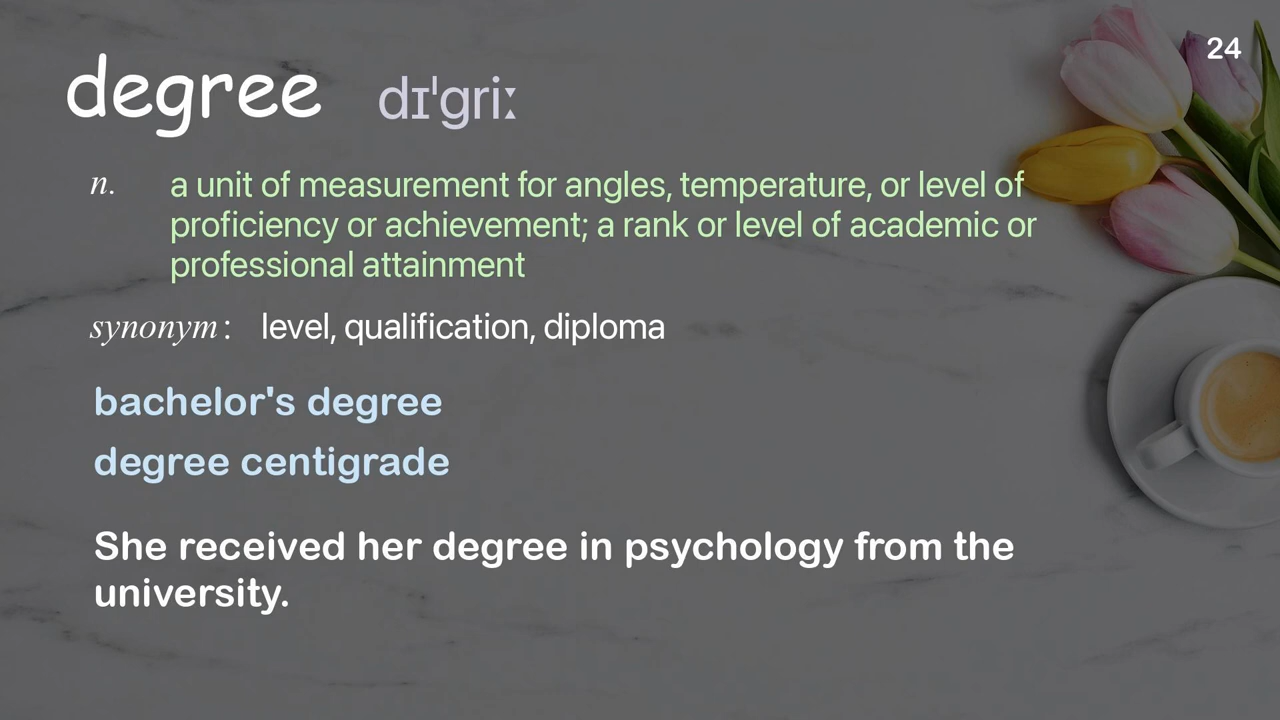 24
degree dɪˈɡriː
n. a unit of measurement for angles, temperature, or level of
proficiency or achievement; a rank or level of academic or
professional attainment
synonym: level, qualification, diploma
bachelor's degree
degree centigrade
She received her degree in psychology from the
university.